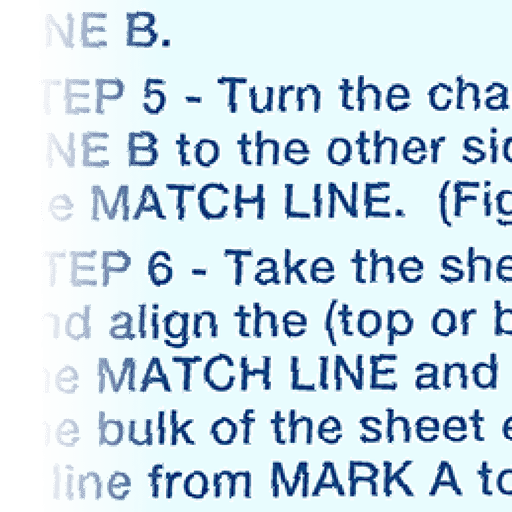 NE B.
TEP 5 - Turn the cha
NE B to the other sid
e MATCH LINE. (Fig
TEP 6 - Take the she
nd align the (top or b
e MATCH LINE and
e bulk of the sheet e
line from MARK A to